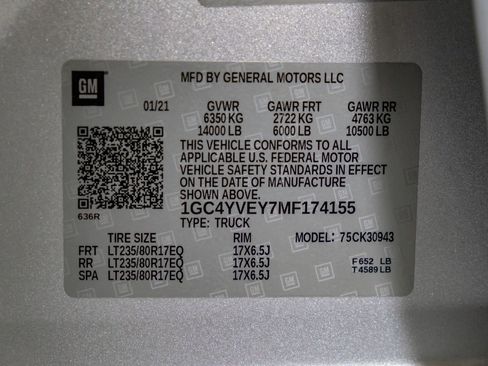 GM
MFD BY GENERAL MOTORS LLC
01/21 GVWR GAWR FRT GAWR RR
6350 KG 2722 KG 4763 KG
14000 LB 6000 LB 10500 LB
THIS VEHICLE CONFORMS TO ALL
APPLICABLE U.S. FEDERAL MOTOR
VEHICLE SAFETY STANDARDS IN EFFECT
ON THE DATE OF MANUFACTURE
SHOWN ABOVE.
636R
1GC4YVEY7MF174155
TYPE: TRUCK
TIRE SIZE RIM MODEL: 75CK30943
FRT LT235/80R17EQ 17X6.5J
RR LT235/80R17EQ 17X6.5J F 652 LB
SPA LT235/80R17EQ 17X6.5J T 4589 LB